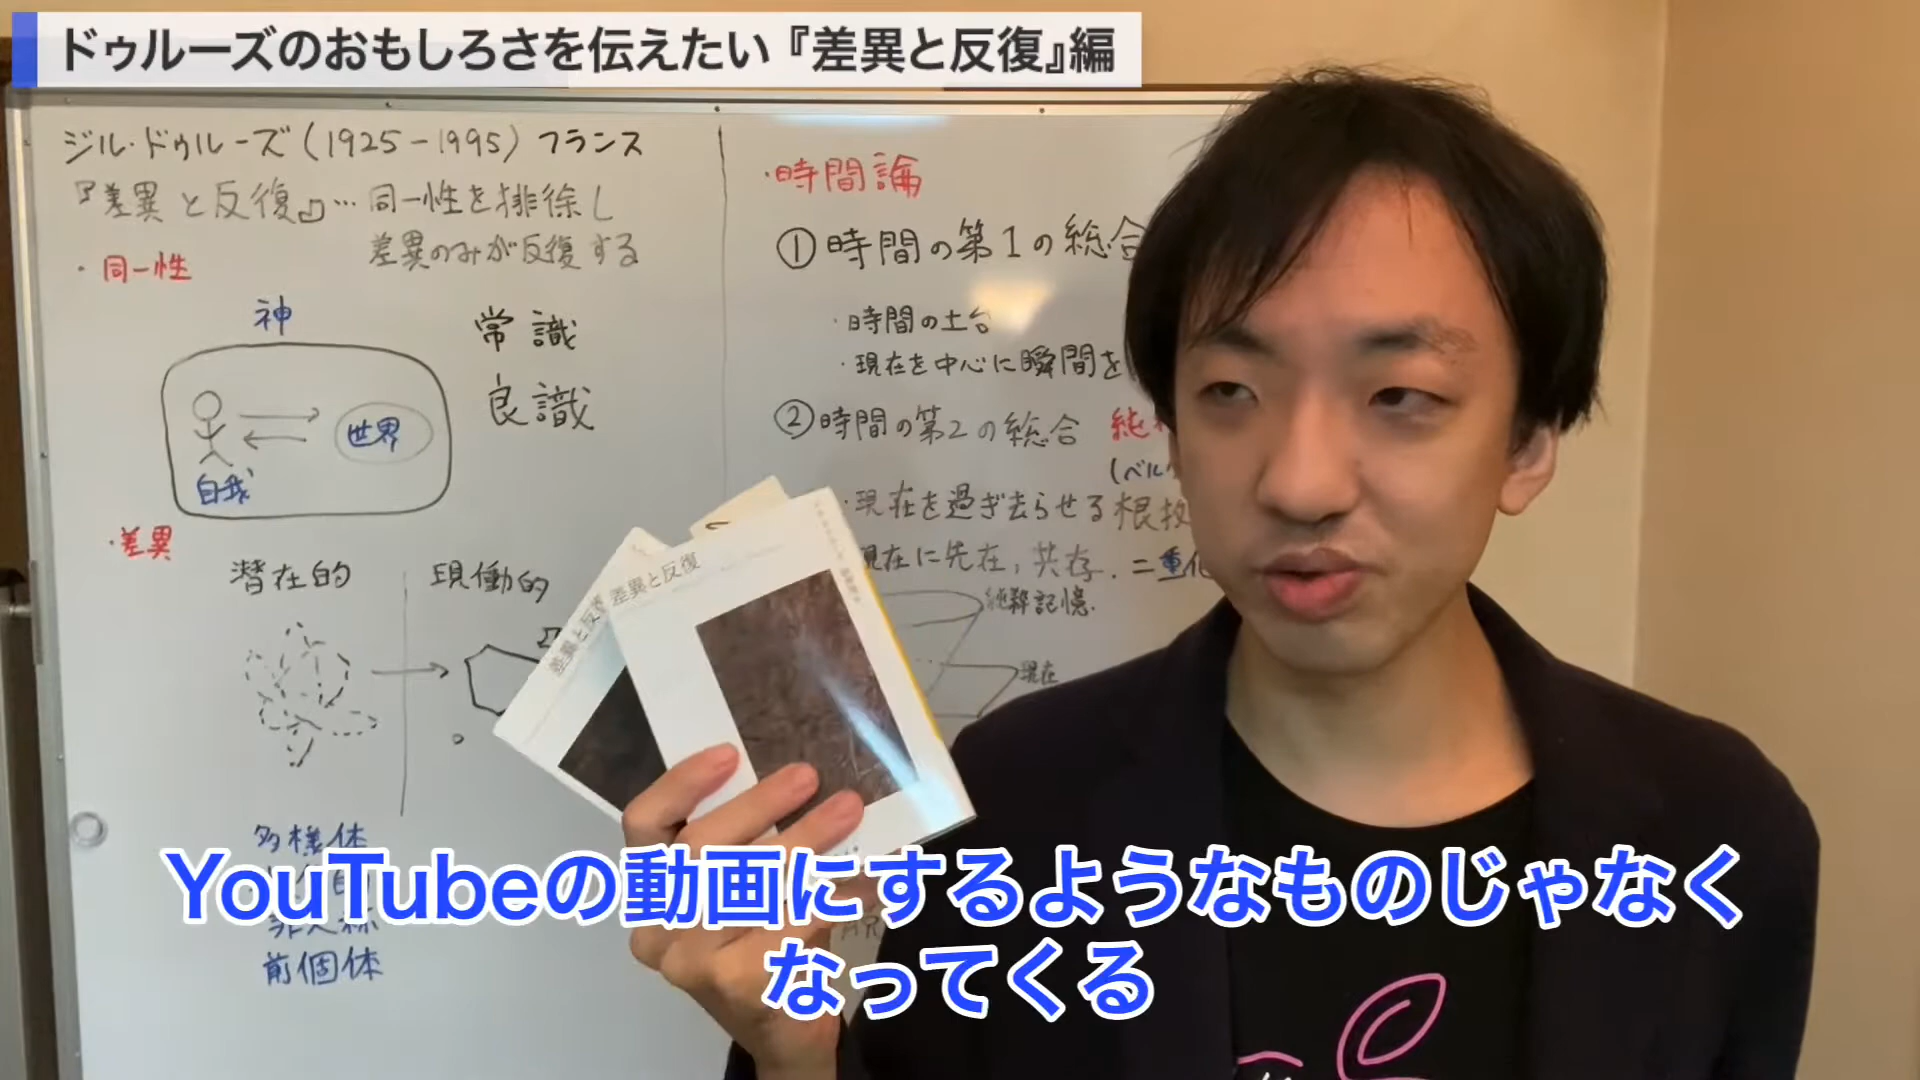 ドゥルーズのおもしろさを伝えたい『差異と反復』編
ジル・ドゥルーズ(1925-1995) フランス
『差異と反復』… 同一性を排除し
差異のみが反復する
・同一性
神
常識
良識
世界
自我
・差異
潜在的
現働的
多様体
前個体
・時間論
①時間の第1の総合
・時間の土台
・現在を中心に瞬間を
②時間の第2の総合
・現在を過ぎ去らせる根拠
現在に先在, 共存. 二重化
純粋記憶.
現在
差異と反復
差異と反復
YouTubeの動画にするようなものじゃなく
なってくる